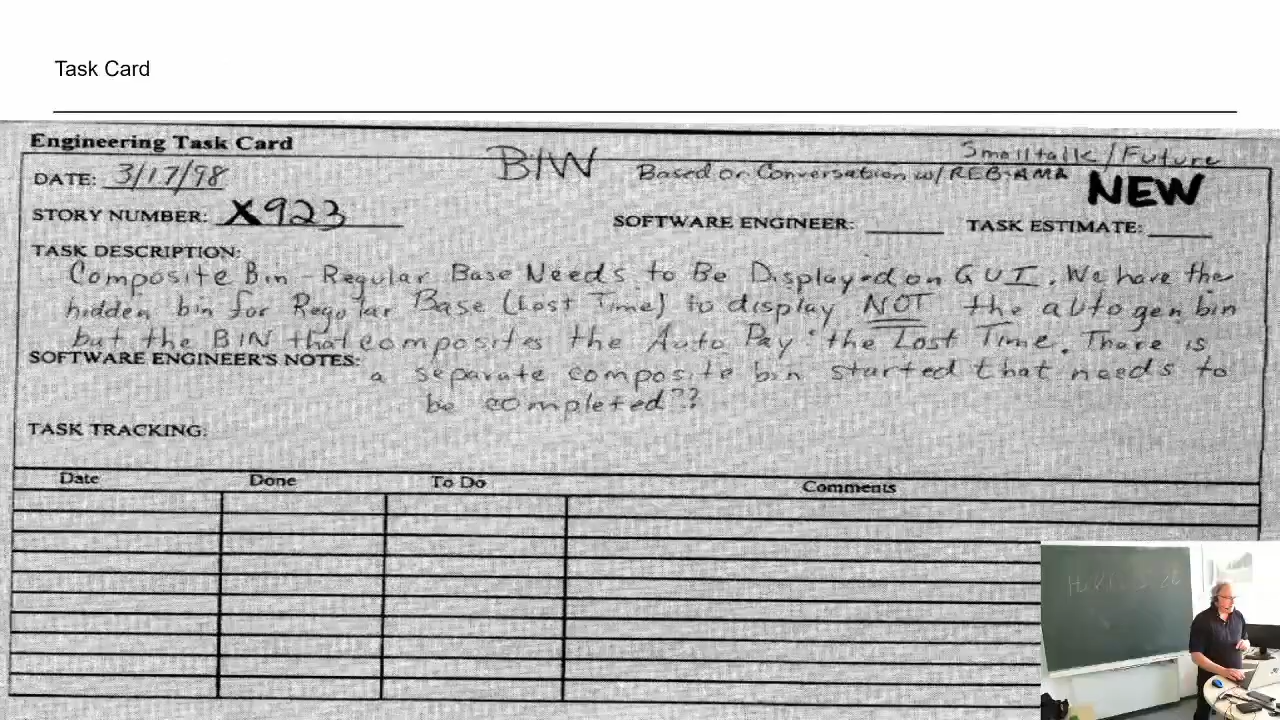 Task Card
Engineering Task Card
BIW
Smalltalk/Future
DATE: 3/17/98
Based on Conversation w/ REB-AMA
NEW
STORY NUMBER: X923
SOFTWARE ENGINEER:
TASK ESTIMATE:
TASK DESCRIPTION:
Composite Bin - Regular Base Needs to Be Displayed on GUI. We have the
hidden bin for Regular Base (Lost Time) to display NOT the auto gen bin
but the BIN that composites the Auto Pay the Lost Time. There is
SOFTWARE ENGINEER'S NOTES:
a separate composite bin started that needs to
be completed??
TASK TRACKING:
Date Done To Do Comments